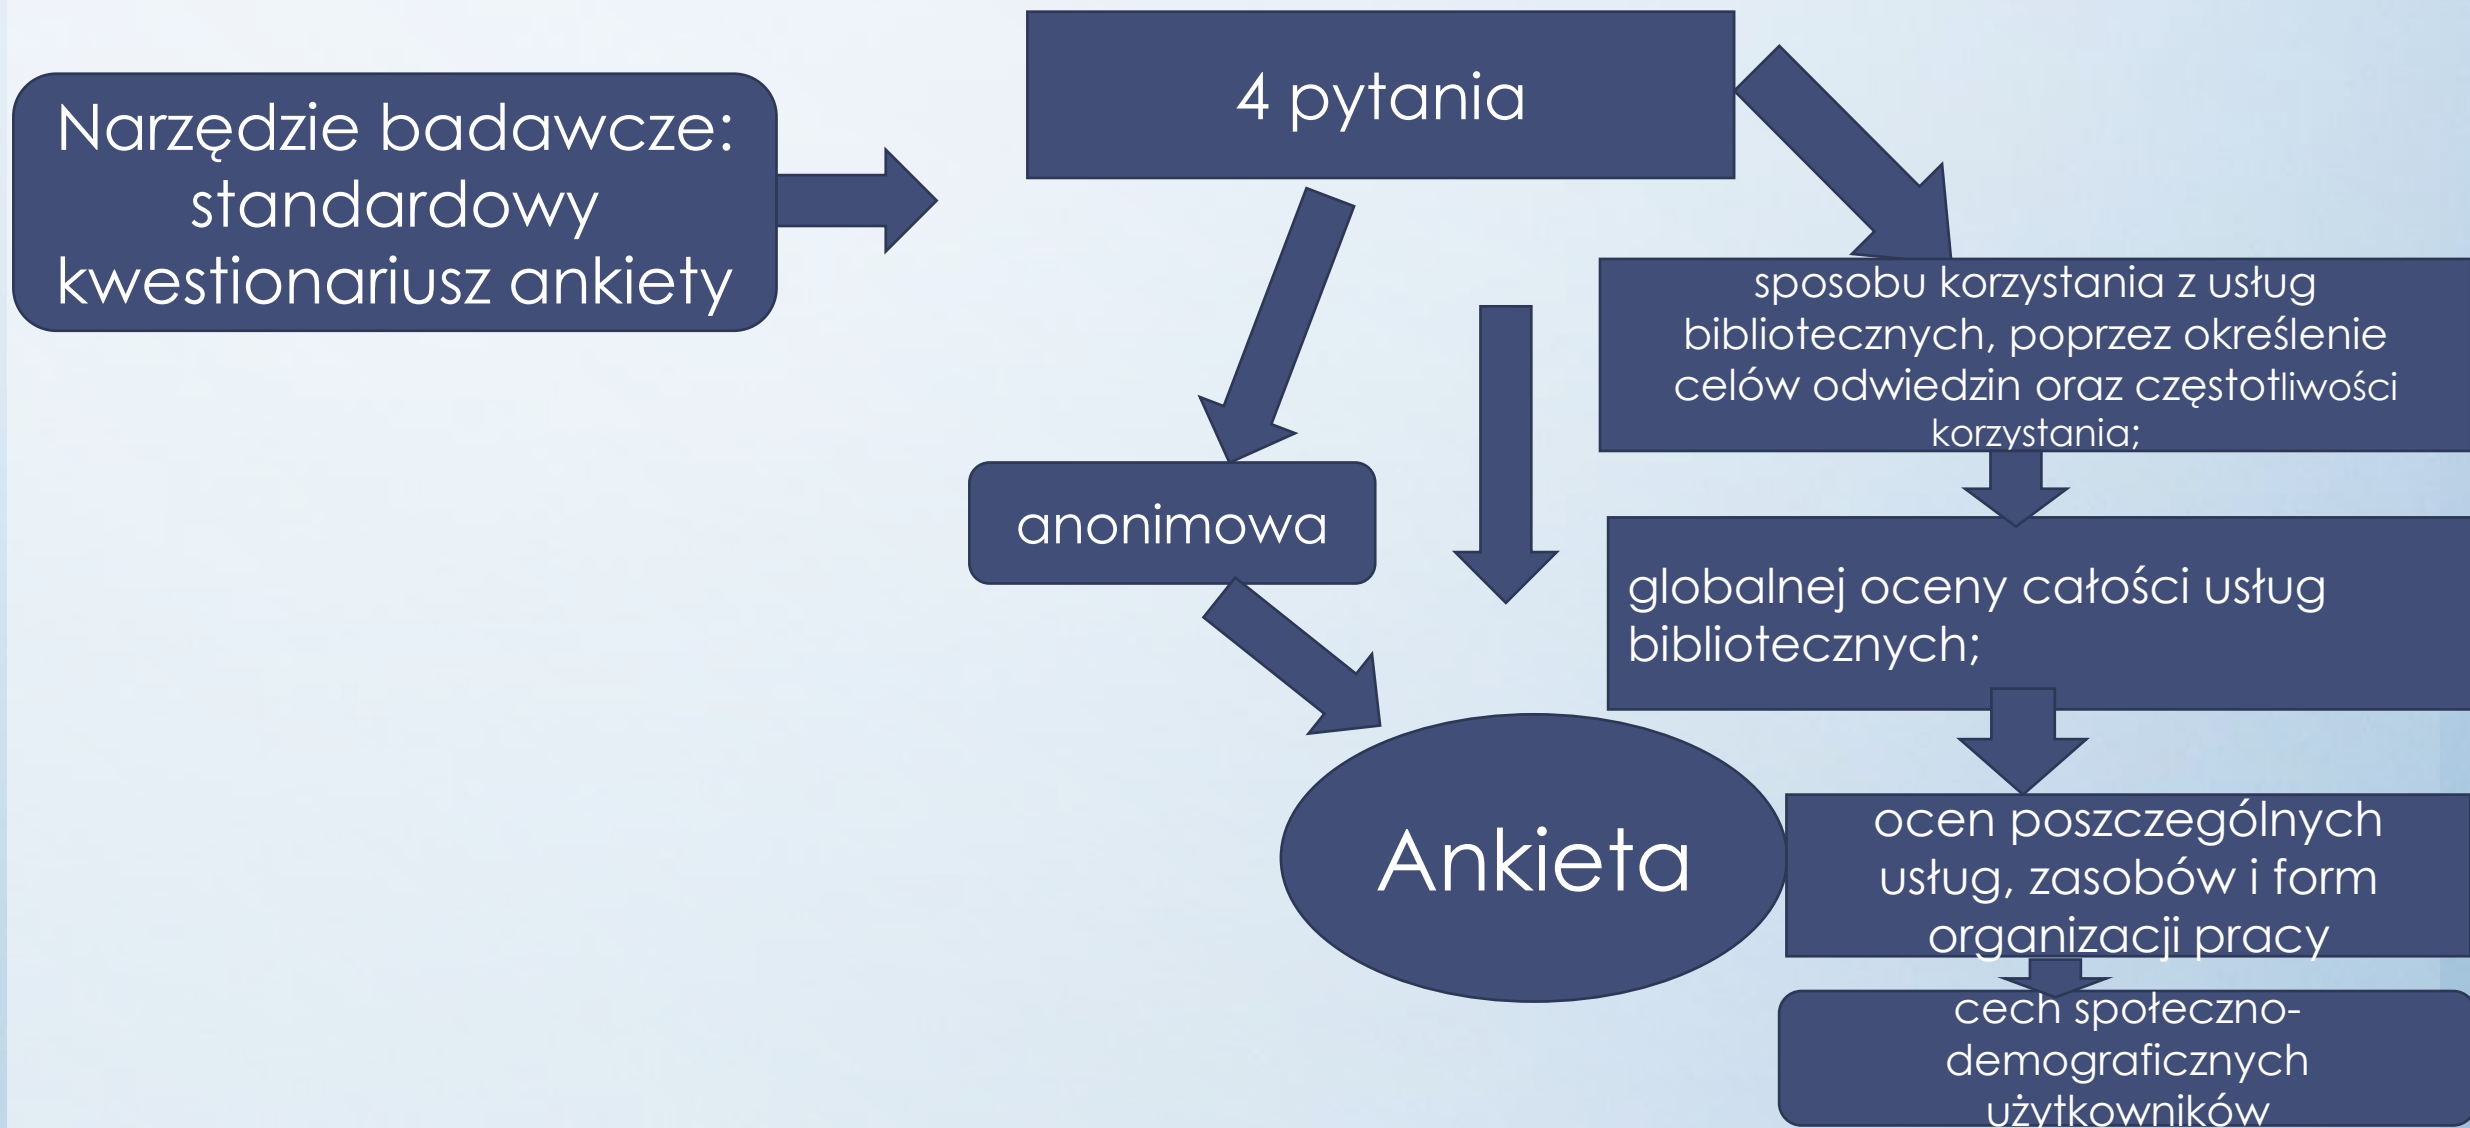 Narzędzie badawcze:
standardowy
kwestionariusz ankiety
4 pytania
sposobu korzystania z usług
bibliotecznych, poprzez określenie
celów odwiedzin oraz częstotliwości
korzystania;
anonimowa
globalnej oceny całości usług
bibliotecznych;
Ankieta
ocen poszczególnych
usług, zasobów i form
organizacji pracy
cech społeczno-
demograficznych
użytkowników